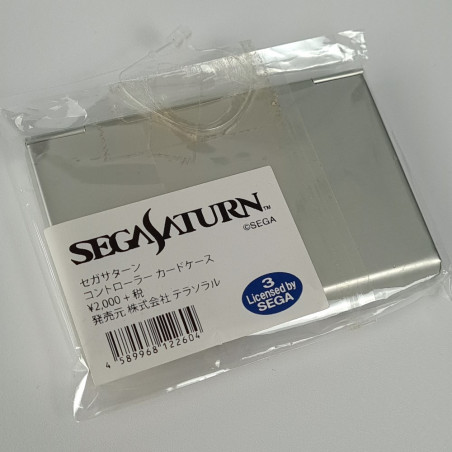 SEGA SATURN™
©SEGA
セガサターン
コントローラー カードケース
¥2,000 + 税
発売元 株式会社 テラソラル
3
Licensed by
SEGA
4 589968 122604